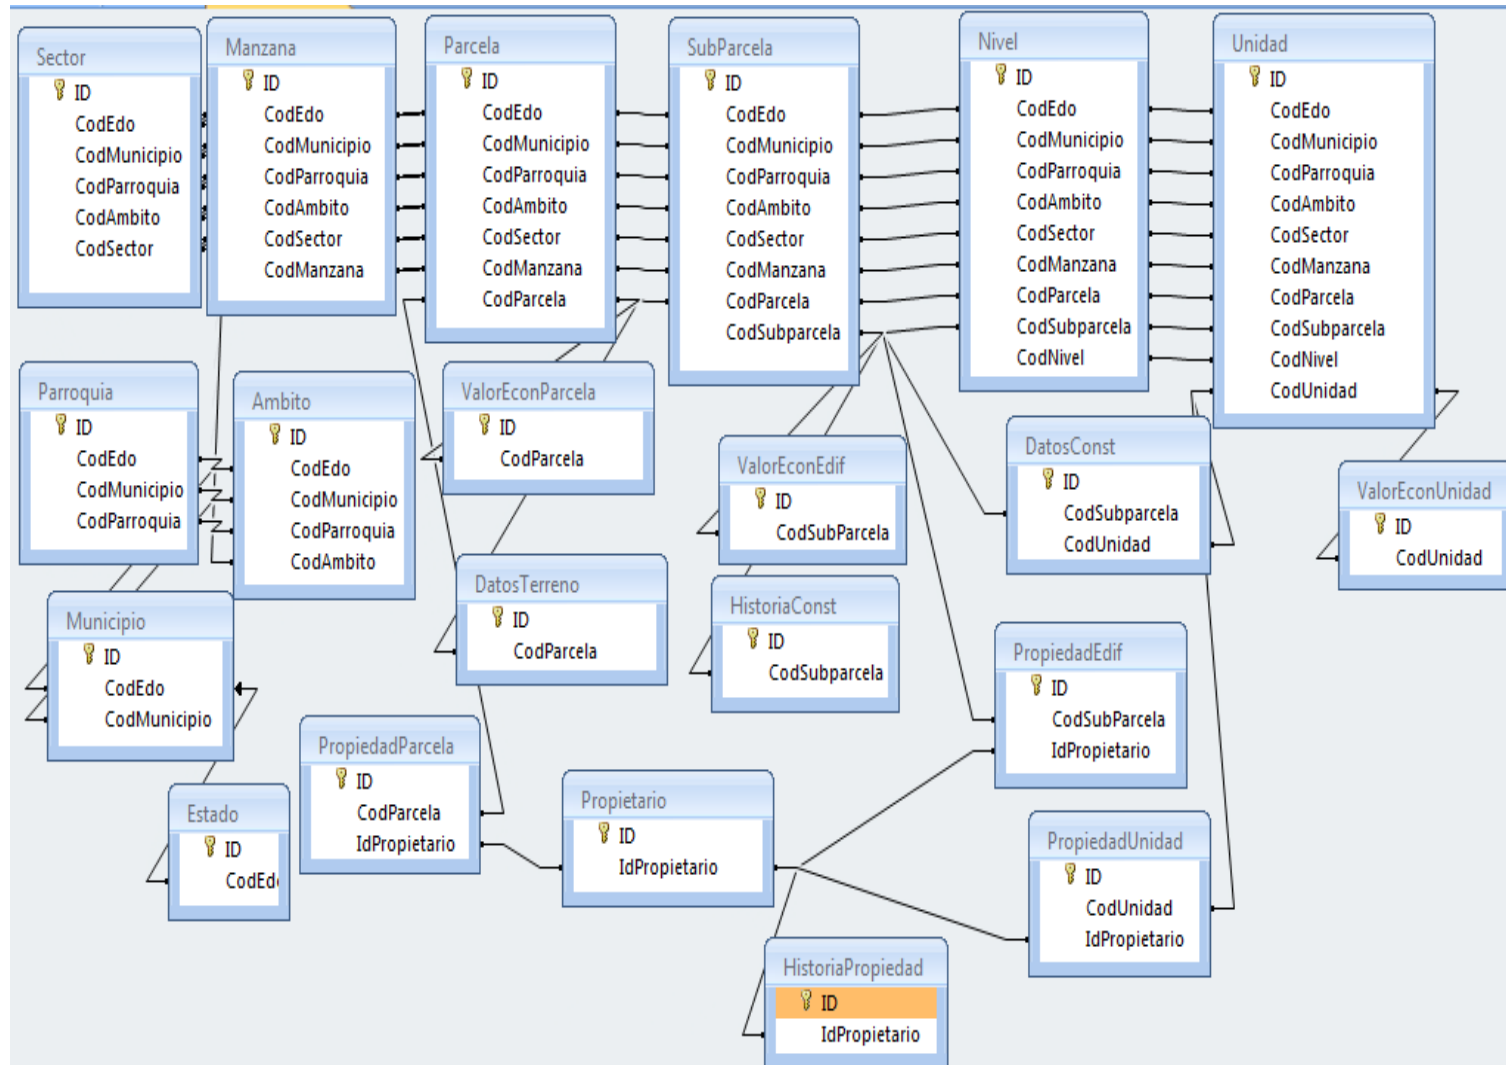 Sector
ID
CodEdo
CodMunicipio
CodParroquia
CodAmbito
CodSector
Manzana
ID
CodEdo
CodMunicipio
CodParroquia
CodAmbito
CodSector
CodManzana
Parcela
ID
CodEdo
CodMunicipio
CodParroquia
CodAmbito
CodSector
CodManzana
CodParcela
SubParcela
ID
CodEdo
CodMunicipio
CodParroquia
CodAmbito
CodSector
CodManzana
CodParcela
CodSubparcela
Nivel
ID
CodEdo
CodMunicipio
CodParroquia
CodAmbito
CodSector
CodManzana
CodParcela
CodSubparcela
CodNivel
Unidad
ID
CodEdo
CodMunicipio
CodParroquia
CodAmbito
CodSector
CodManzana
CodParcela
CodSubparcela
CodNivel
CodUnidad
Parroquia
ID
CodEdo
CodMunicipio
CodParroquia
Ambito
ID
CodEdo
CodMunicipio
CodParroquia
CodAmbito
ValorEconParcela
ID
CodParcela
ValorEconEdif
ID
CodSubParcela
DatosConst
ID
CodSubparcela
CodUnidad
ValorEconUnidad
ID
CodUnidad
Municipio
ID
CodEdo
CodMunicipio
DatosTerreno
ID
CodParcela
HistoriaConst
ID
CodSubparcela
PropiedadEdif
ID
CodSubParcela
IdPropietario
Estado
ID
CodEd
PropiedadParcela
ID
CodParcela
IdPropietario
Propietario
ID
IdPropietario
PropiedadUnidad
ID
CodUnidad
IdPropietario
HistoriaPropiedad
ID
IdPropietario